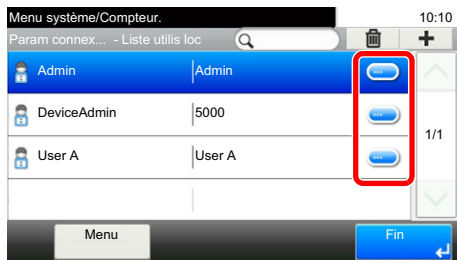 Menu système/Compteur. 10:10
Param connex... - Liste utilis loc
Admin Admin
DeviceAdmin 5000
User A User A
1/1
Menu Fin